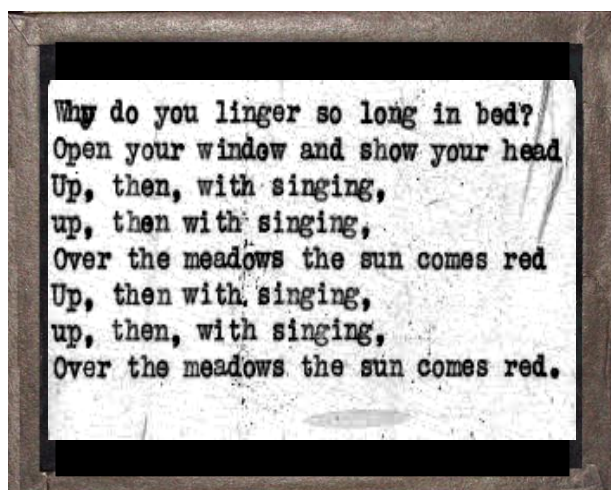 Why do you linger so long in bed?
Open your window and show your head
Up, then, with singing,
up, then with singing,
Over the meadows the sun comes red
Up, then with singing,
up, then, with singing,
Over the meadows the sun comes red.